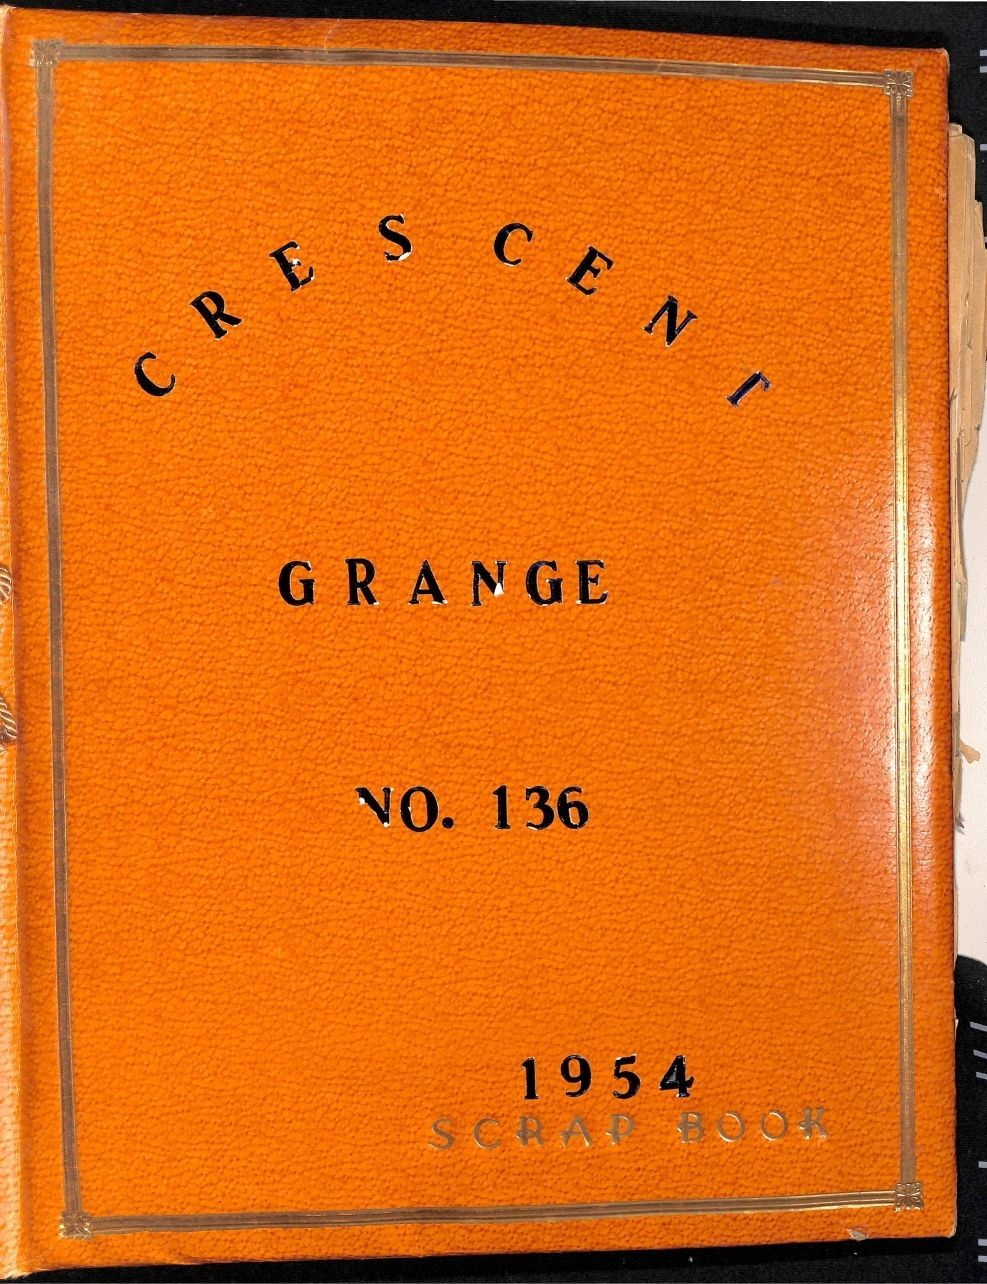 CRESCENT
GRANGE
NO. 136
1954
SCRAP BOOK